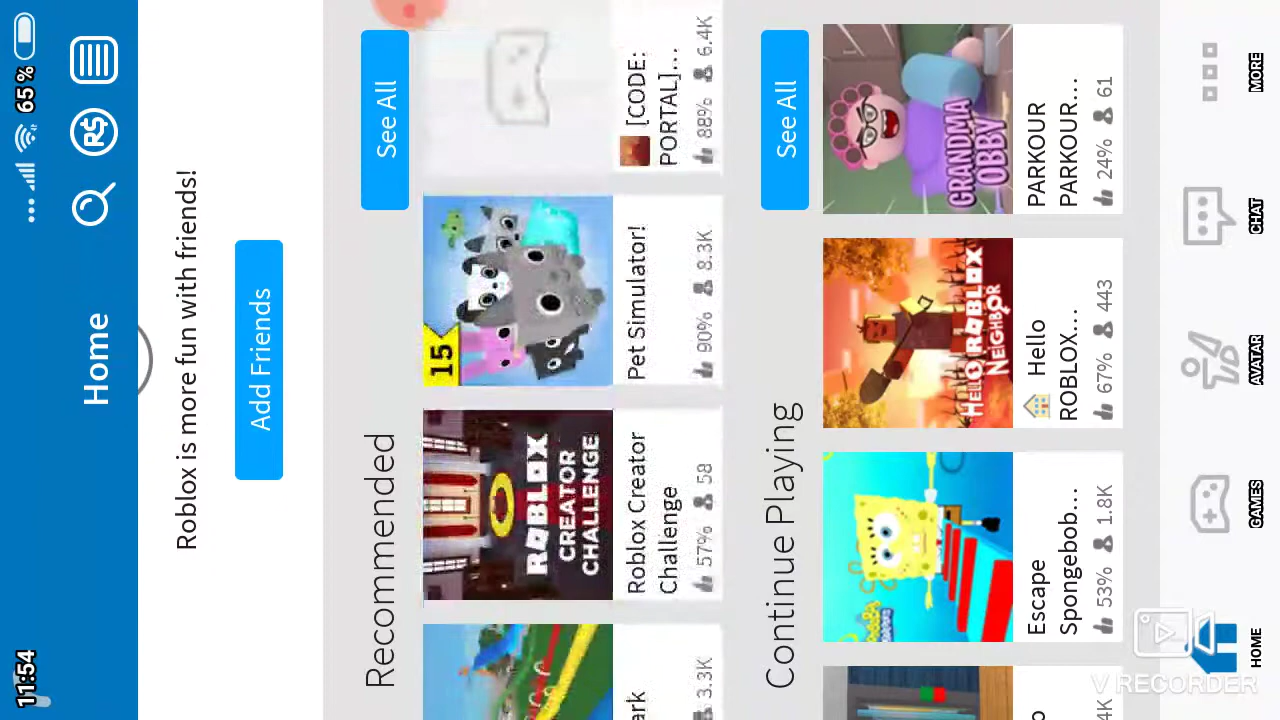 11:54
65 %
Home
R$
Roblox is more fun with friends!
Add Friends
Recommended
See All
ark
3.3K
ROBLOX
CREATOR
CHALLENGE
Roblox Creator
Challenge
57% 58
15
Pet Simulator!
90% 8.3K
[CODE:
PORTAL]...
88% 6.4K
Continue Playing
See All
4K
Escape
Spongebob...
53% 1.8K
HELLO ROBLOX
NEIGHBOR
Hello
ROBLOX...
67% 443
GRANDMA
OBBY
PARKOUR
PARKOUR...
24% 61
HOME
GAMES
AVATAR
CHAT
MORE
V RECORDER